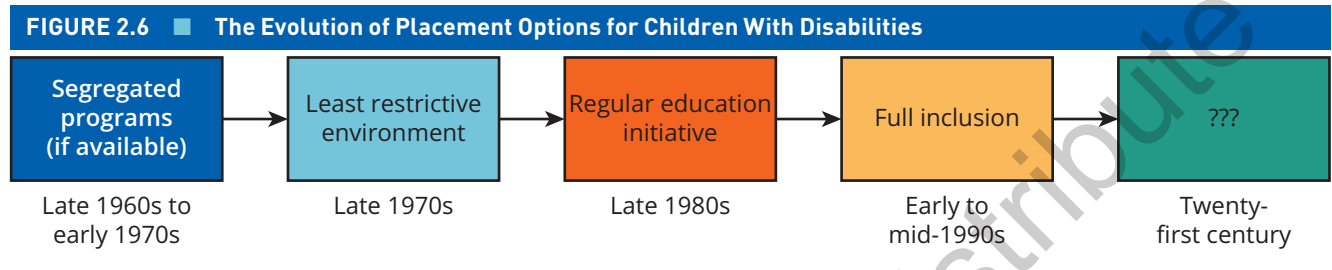 FIGURE 2.6 ■ The Evolution of Placement Options for Children With Disabilities
Segregated
programs
(if available)
Least restrictive
environment
Regular education
initiative
Full inclusion
???
Late 1960s to
early 1970s
Late 1970s
Late 1980s
Early to
mid-1990s
Twenty-
first century